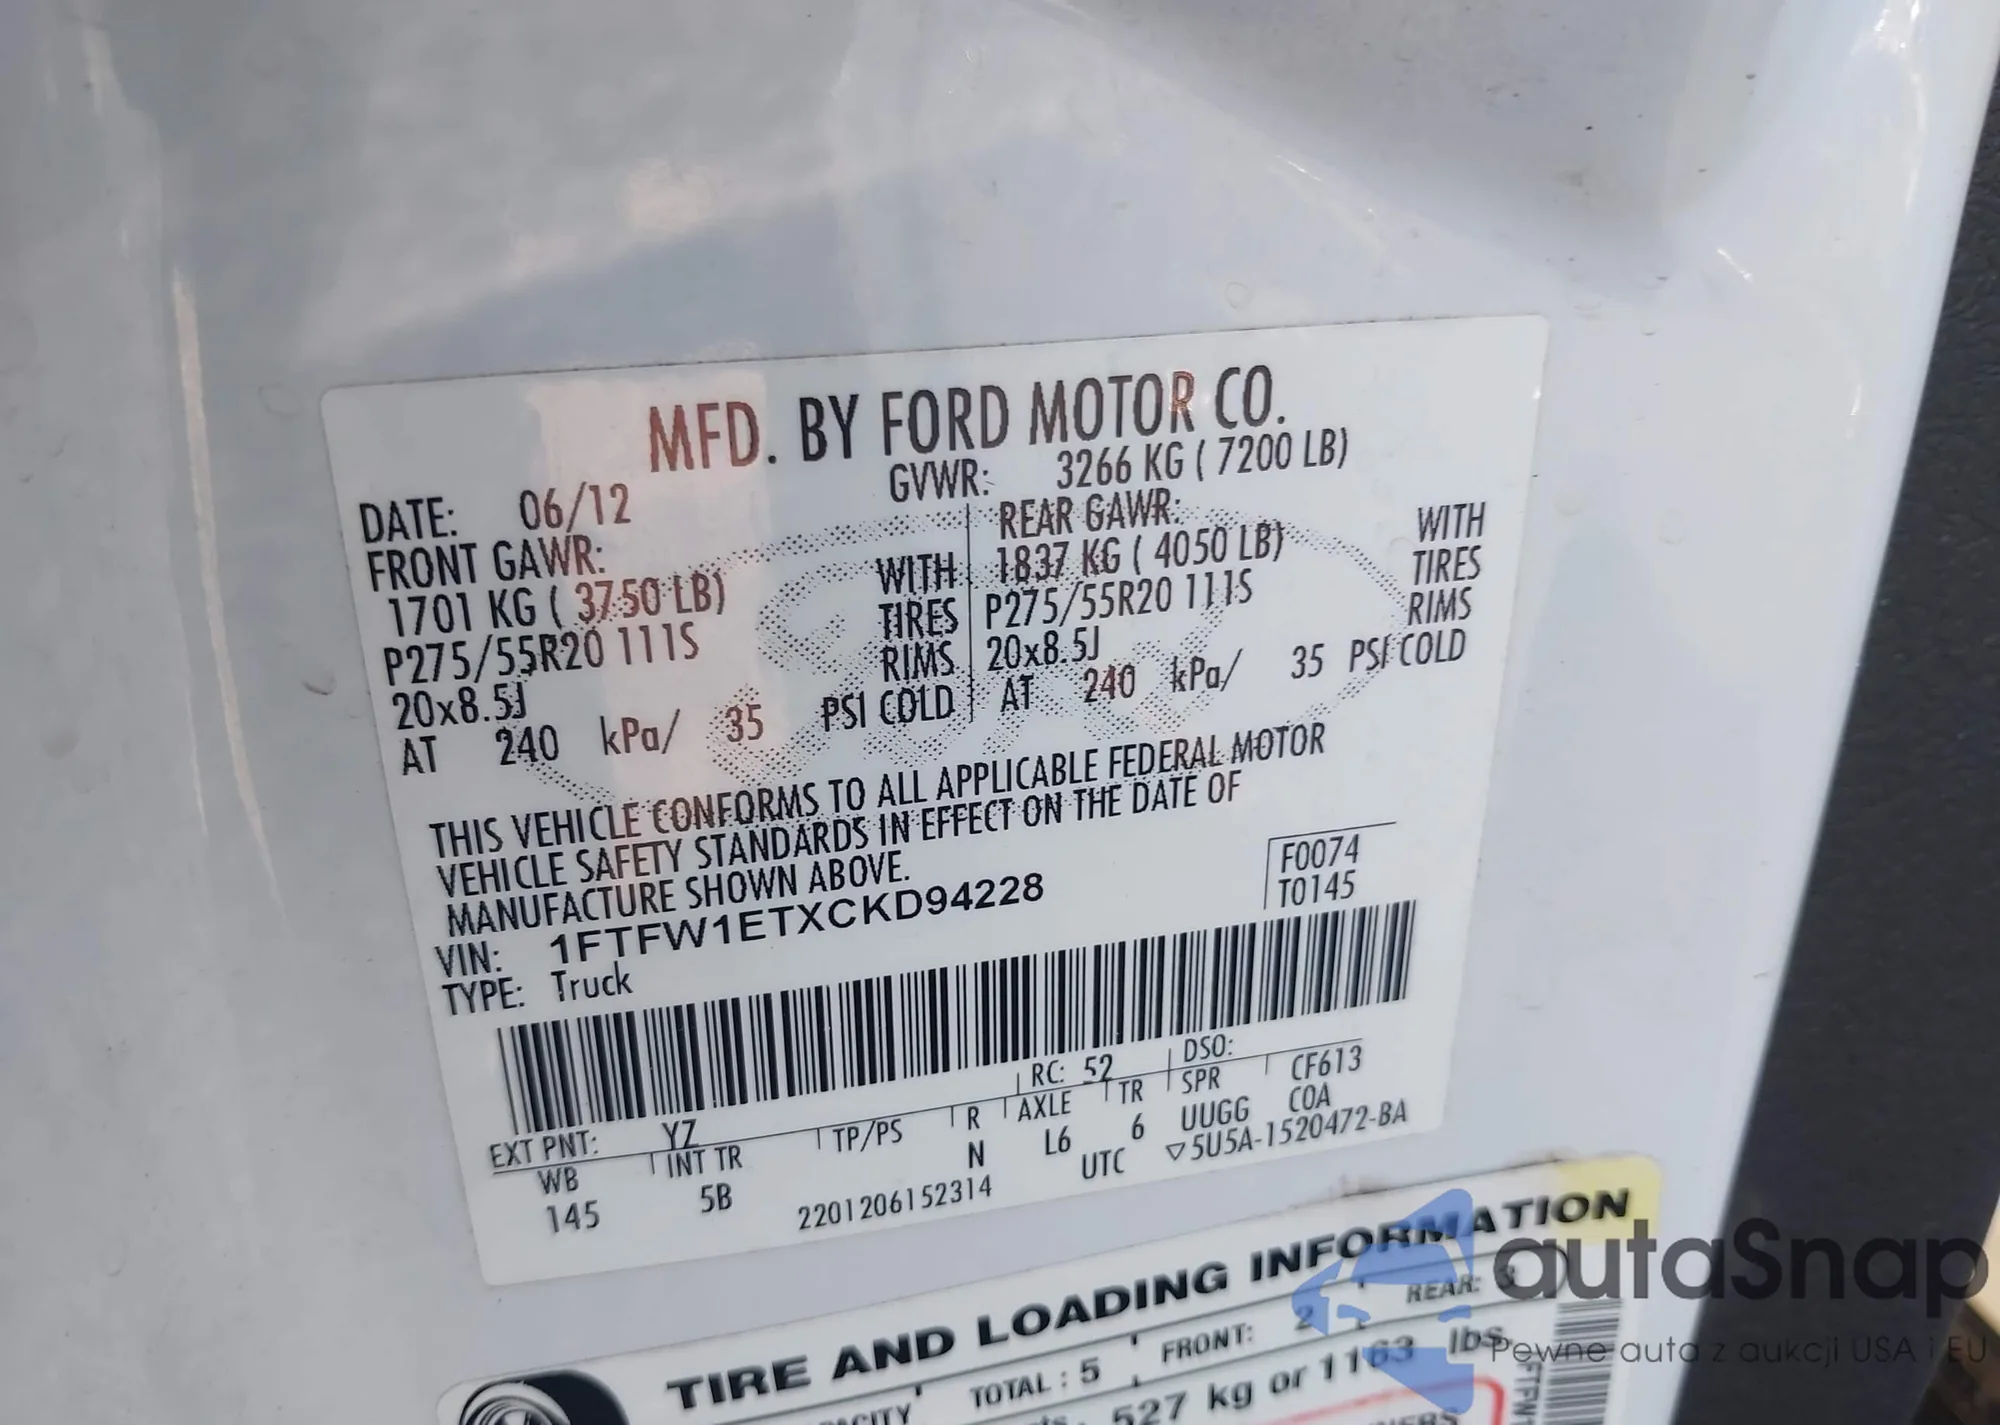 MFD. BY FORD MOTOR CO.
DATE: 06/12 GVWR: 3266 KG ( 7200 LB)
FRONT GAWR: REAR GAWR:
1701 KG ( 3750 LB) WITH 1837 KG ( 4050 LB) WITH
P275/55R20 111S TIRES P275/55R20 111S TIRES
20x8.5J RIMS 20x8.5J RIMS
AT 240 kPa/ 35 PSI COLD AT 240 kPa/ 35 PSI COLD
THIS VEHICLE CONFORMS TO ALL APPLICABLE FEDERAL MOTOR
VEHICLE SAFETY STANDARDS IN EFFECT ON THE DATE OF
MANUFACTURE SHOWN ABOVE.
F0074
VIN: 1FTFW1ETXCKD94228 T0145
TYPE: Truck
RC: 52 DSO:
EXT PNT: YZ
WB INT TR TP/PS R AXLE TR SPR CF613
145 5B N L6 6 UUGG COA
2201206152314 UTC ▽5U5A-1520472-BA
TIRE AND LOADING INFORMATION
TOTAL : 5 FRONT: 2 REAR: 3
527 kg or 1163 lbs
autaSnap
Pewne auta z aukcji USA i EU